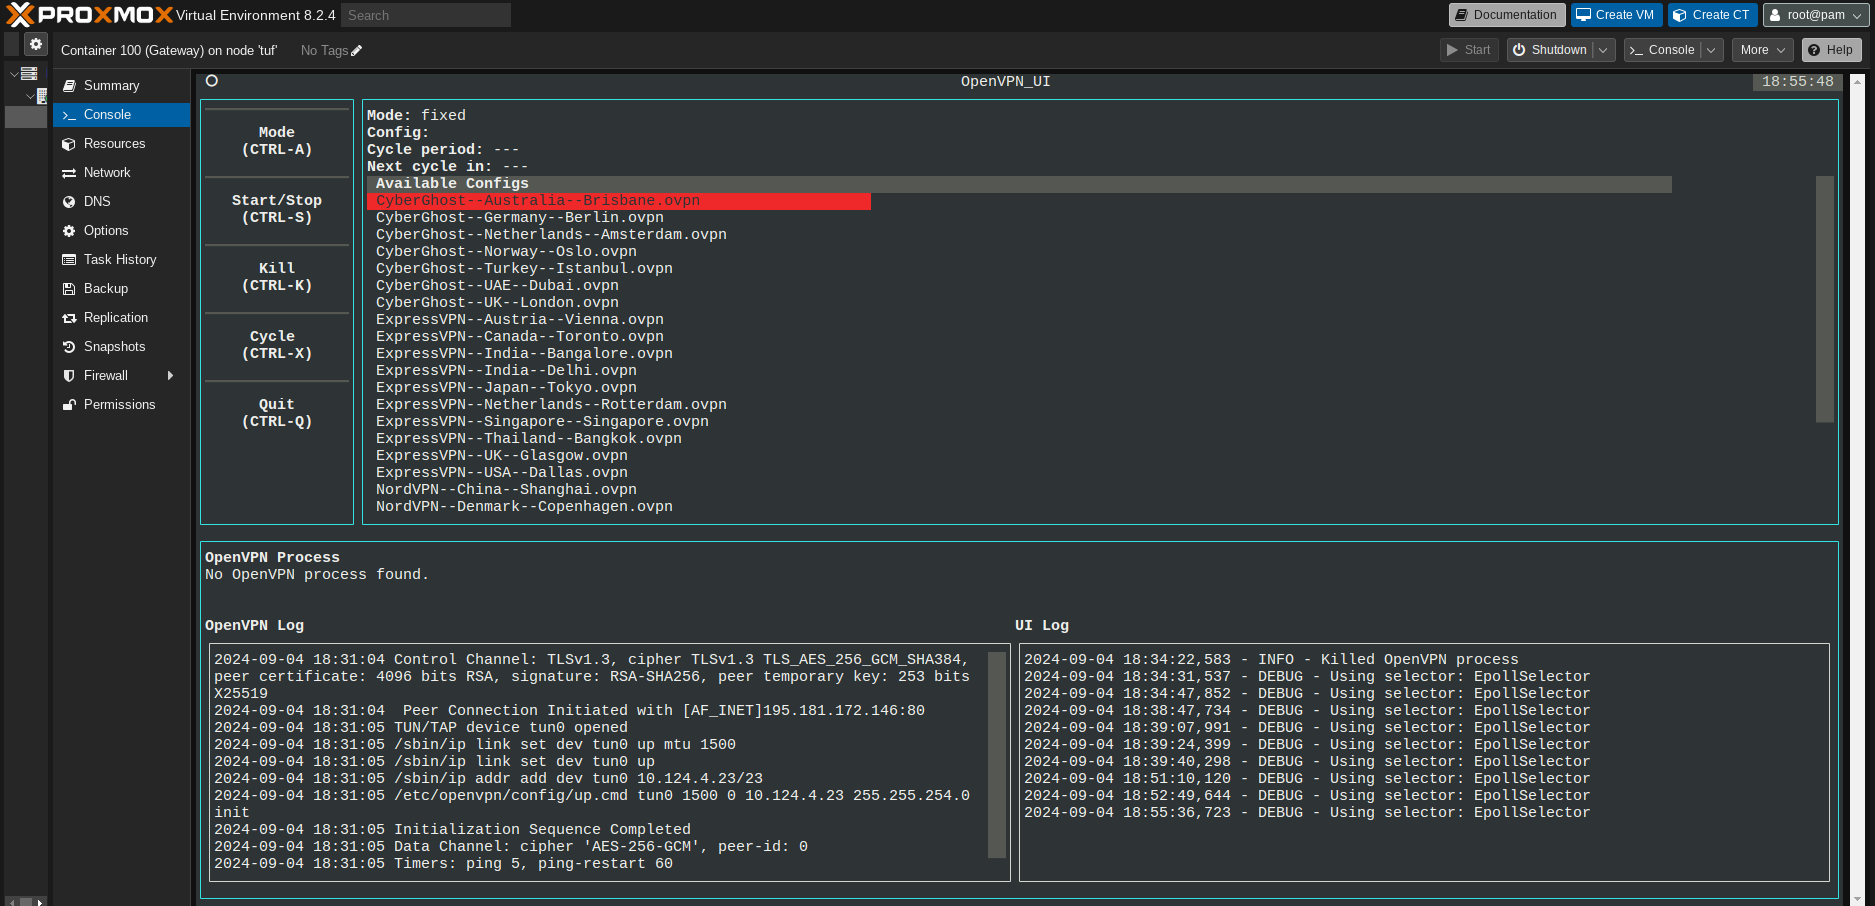 PROXMOX Virtual Environment 8.2.4 Search Documentation Create VM Create CT root@pam
Container 100 (Gateway) on node 'tuf' No Tags Start Shutdown Console More Help
Summary
Console
Resources
Network
DNS
Options
Task History
Backup
Replication
Snapshots
Firewall
Permissions
OpenVPN_UI 18:55:48
Mode
(CTRL-A)
Start/Stop
(CTRL-S)
Kill
(CTRL-K)
Cycle
(CTRL-X)
Quit
(CTRL-Q)
Mode: fixed
Config:
Cycle period: ---
Next cycle in: ---
Available Configs
CyberGhost--Australia--Brisbane.ovpn
CyberGhost--Germany--Berlin.ovpn
CyberGhost--Netherlands--Amsterdam.ovpn
CyberGhost--Norway--Oslo.ovpn
CyberGhost--Turkey--Istanbul.ovpn
CyberGhost--UAE--Dubai.ovpn
CyberGhost--UK--London.ovpn
ExpressVPN--Austria--Vienna.ovpn
ExpressVPN--Canada--Toronto.ovpn
ExpressVPN--India--Bangalore.ovpn
ExpressVPN--India--Delhi.ovpn
ExpressVPN--Japan--Tokyo.ovpn
ExpressVPN--Netherlands--Rotterdam.ovpn
ExpressVPN--Singapore--Singapore.ovpn
ExpressVPN--Thailand--Bangkok.ovpn
ExpressVPN--UK--Glasgow.ovpn
ExpressVPN--USA--Dallas.ovpn
NordVPN--China--Shanghai.ovpn
NordVPN--Denmark--Copenhagen.ovpn
OpenVPN Process
No OpenVPN process found.
OpenVPN Log
2024-09-04 18:31:04 Control Channel: TLSv1.3, cipher TLSv1.3 TLS_AES_256_GCM_SHA384,
peer certificate: 4096 bits RSA, signature: RSA-SHA256, peer temporary key: 253 bits
X25519
2024-09-04 18:31:04  Peer Connection Initiated with [AF_INET]195.181.172.146:80
2024-09-04 18:31:05 TUN/TAP device tun0 opened
2024-09-04 18:31:05 /sbin/ip link set dev tun0 up mtu 1500
2024-09-04 18:31:05 /sbin/ip link set dev tun0 up
2024-09-04 18:31:05 /sbin/ip addr add dev tun0 10.124.4.23/23
2024-09-04 18:31:05 /etc/openvpn/config/up.cmd tun0 1500 0 10.124.4.23 255.255.254.0
init
2024-09-04 18:31:05 Initialization Sequence Completed
2024-09-04 18:31:05 Data Channel: cipher 'AES-256-GCM', peer-id: 0
2024-09-04 18:31:05 Timers: ping 5, ping-restart 60
UI Log
2024-09-04 18:34:22,583 - INFO - Killed OpenVPN process
2024-09-04 18:34:31,537 - DEBUG - Using selector: EpollSelector
2024-09-04 18:34:47,852 - DEBUG - Using selector: EpollSelector
2024-09-04 18:38:47,734 - DEBUG - Using selector: EpollSelector
2024-09-04 18:39:07,991 - DEBUG - Using selector: EpollSelector
2024-09-04 18:39:24,399 - DEBUG - Using selector: EpollSelector
2024-09-04 18:39:40,298 - DEBUG - Using selector: EpollSelector
2024-09-04 18:51:10,120 - DEBUG - Using selector: EpollSelector
2024-09-04 18:52:49,644 - DEBUG - Using selector: EpollSelector
2024-09-04 18:55:36,723 - DEBUG - Using selector: EpollSelector